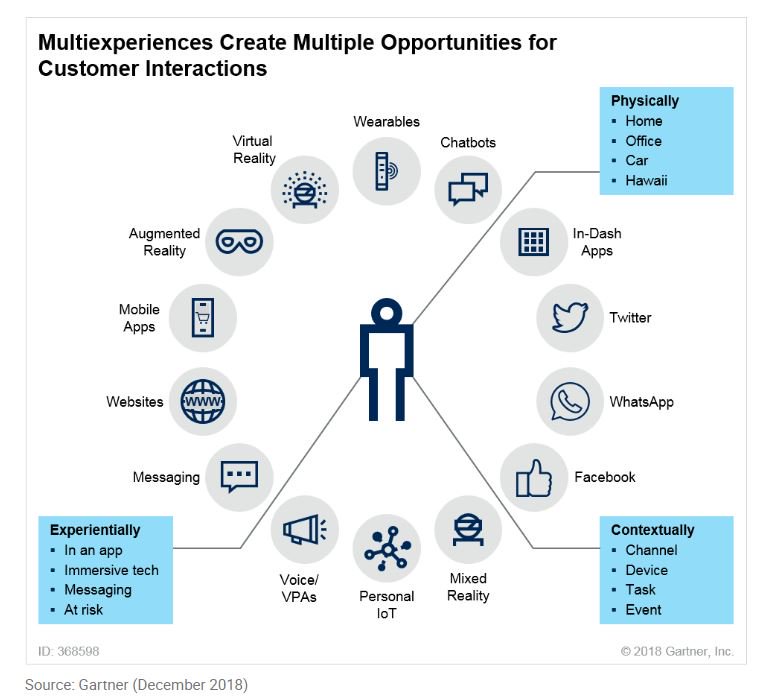 Multiexperiences Create Multiple Opportunities for
Customer Interactions
Physically
▪ Home
▪ Office
▪ Car
▪ Hawaii
Wearables
Virtual
Reality
Chatbots
Augmented
Reality
In-Dash
Apps
Mobile
Apps
Twitter
Websites
www
WhatsApp
Messaging
Facebook
Voice/
VPAs
Personal
IoT
Mixed
Reality
Experientially
▪ In an app
▪ Immersive tech
▪ Messaging
▪ At risk
Contextually
▪ Channel
▪ Device
▪ Task
▪ Event
ID: 368598
© 2018 Gartner, Inc.
Source: Gartner (December 2018)